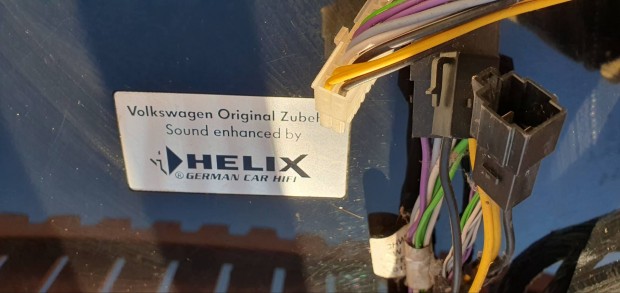 Volkswagen Original Zubeh
Sound enhanced by
HELIX
® GERMAN CAR HIFI